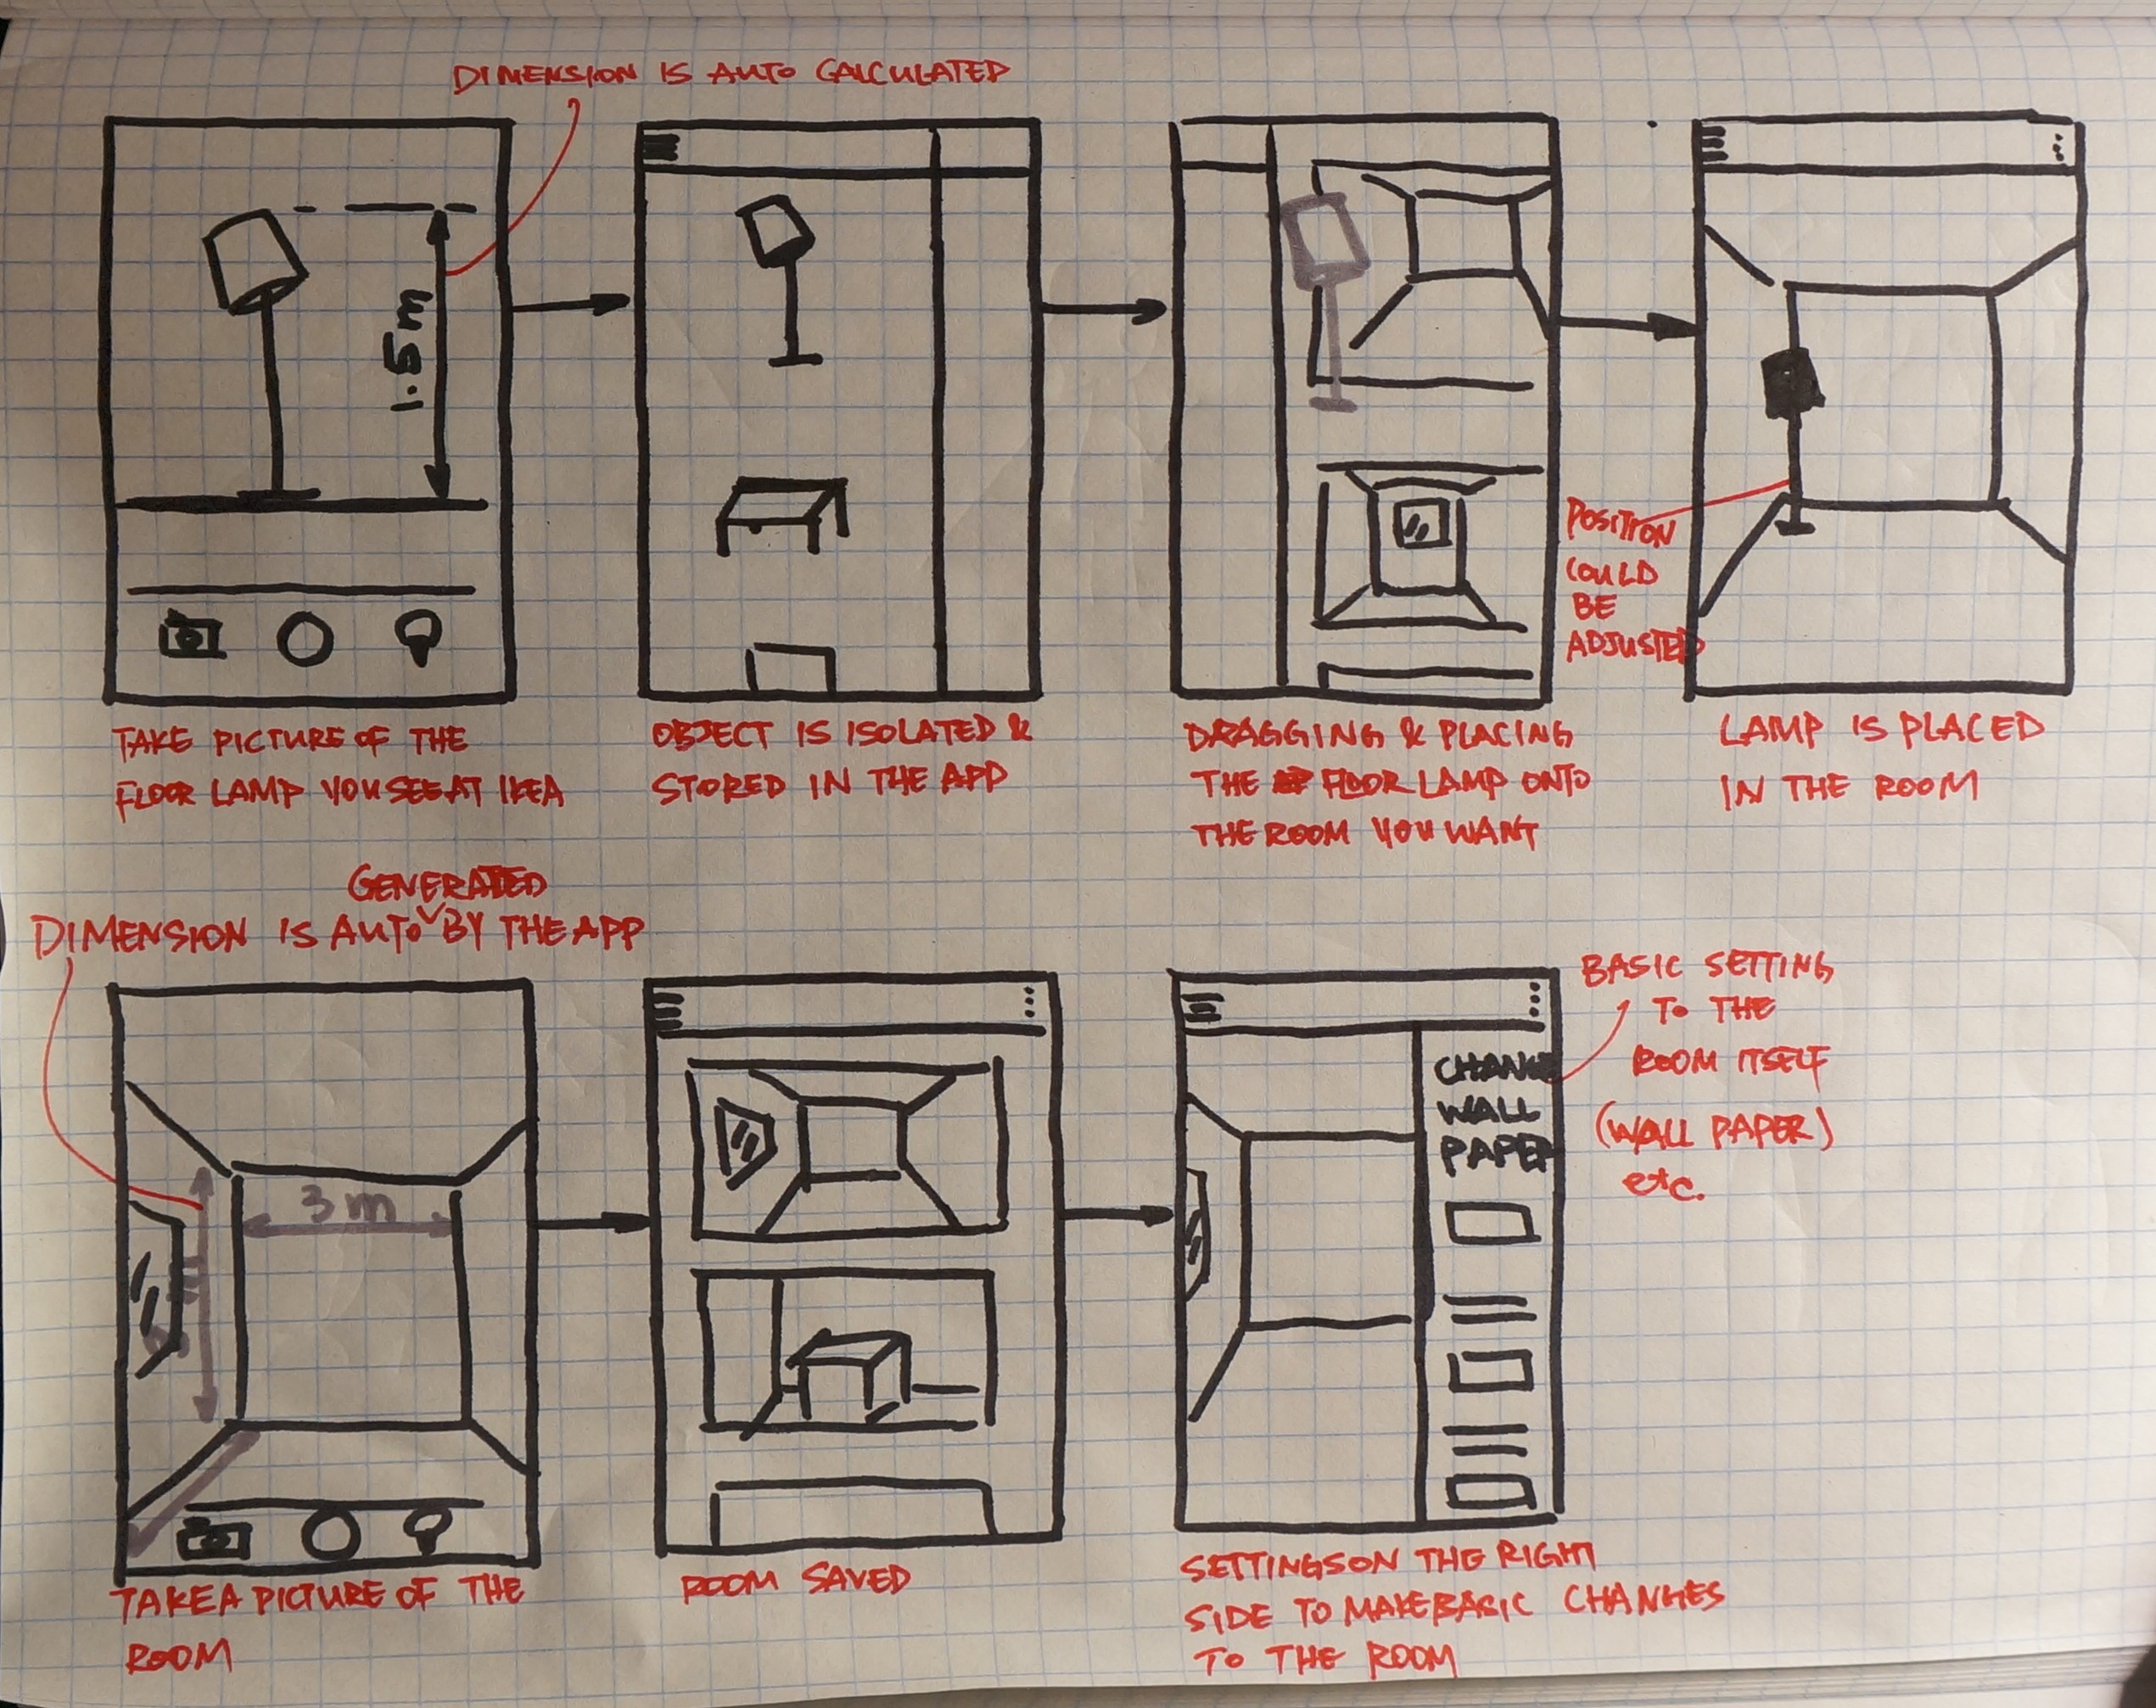 DIMENSION IS AUTO CALCULATED
1.5m
TAKE PICTURE OF THE
FLOOR LAMP YOU SEE AT IKEA
OBJECT IS ISOLATED &
STORED IN THE APP
DRAGGING & PLACING
THE FLOOR LAMP ONTO
THE ROOM YOU WANT
POSITION
COULD
BE
ADJUSTED
LAMP IS PLACED
IN THE ROOM
GENERATED
DIMENSION IS AUTO BY THE APP
3 m
TAKE A PICTURE OF THE
ROOM
ROOM SAVED
CHANGE
WALL
PAPER
BASIC SETTING
TO THE
ROOM ITSELF
(WALL PAPER)
etc.
SETTINGS ON THE RIGHT
SIDE TO MAKE BASIC CHANGES
TO THE ROOM